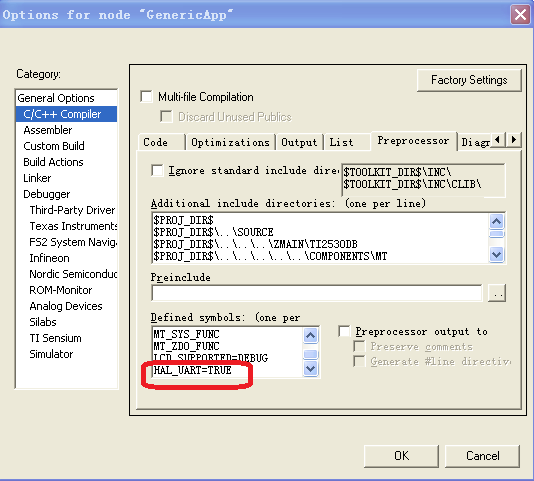 Options for node "GenericApp"
Category:
General Options
C/C++ Compiler
Assembler
Custom Build
Build Actions
Linker
Debugger
Third-Party Driver
Texas Instruments
FS2 System Navig
Infineon
Nordic Semiconduc
ROM-Monitor
Analog Devices
Silabs
TI Sensium
Simulator
Factory Settings
Multi-file Compilation
Discard Unused Publics
Code
Optimizations
Output
List
Preprocessor
Diagr
Ignore standard include dire
$TOOLKIT_DIR$\INC\
$TOOLKIT_DIR$\INC\CLIB\
Additional include directories: (one per line)
$PROJ_DIR$
$PROJ_DIR$\..\SOURCE
$PROJ_DIR$\..\..\..\ZMAIN\TI2530DB
$PROJ_DIR$\..\..\..\..\..\COMPONENTS\MT
Preinclude
..
Defined symbols: (one per
MT_SYS_FUNC
MT_ZDO_FUNC
LCD_SUPPORTED=DEBUG
HAL_UART=TRUE
Preprocessor output to
Preserve comments
Generate #line directive
OK
Cancel